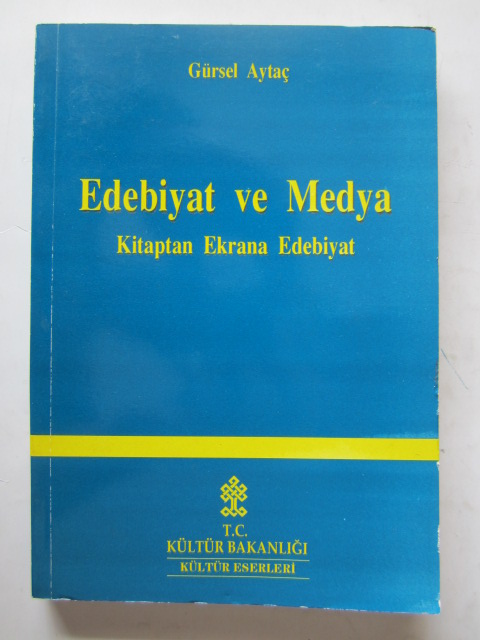 Gürsel Aytaç
Edebiyat ve Medya
Kitaptan Ekrana Edebiyat
T.C.
KÜLTÜR BAKANLIĞI
KÜLTÜR ESERLERİ